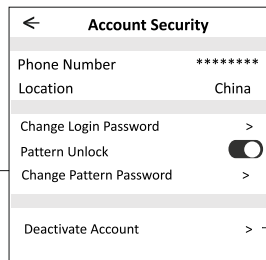 ← Account Security
Phone Number ********
Location China
Change Login Password >
Pattern Unlock
Change Pattern Password >
Deactivate Account >